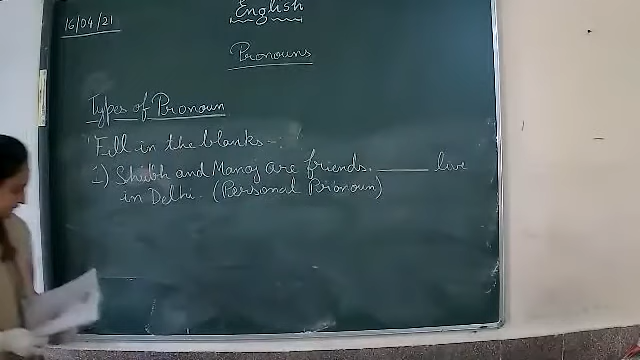 16/04/21
English
Pronouns
Types of Pronoun
"Fill in the blanks -:"
1) Shubh and Manoj are friends. _____ live
in Delhi. (Personal Pronoun)